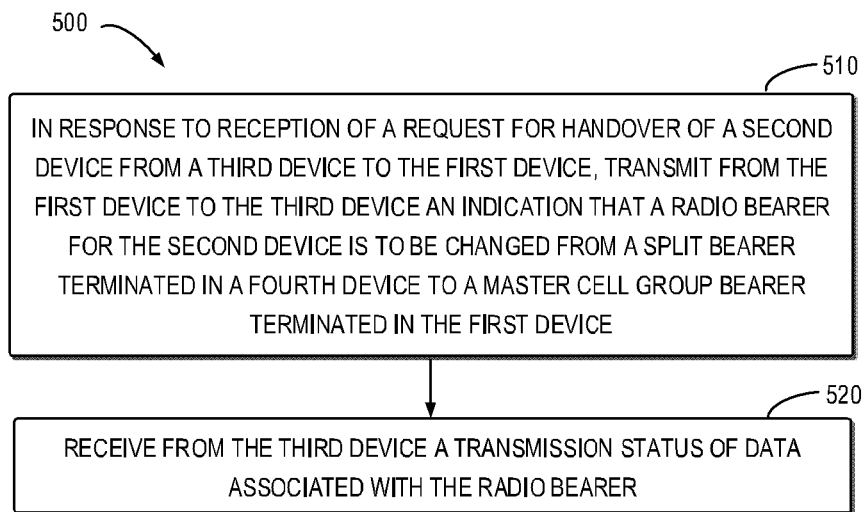 500
510
IN RESPONSE TO RECEPTION OF A REQUEST FOR HANDOVER OF A SECOND
DEVICE FROM A THIRD DEVICE TO THE FIRST DEVICE, TRANSMIT FROM THE
FIRST DEVICE TO THE THIRD DEVICE AN INDICATION THAT A RADIO BEARER
FOR THE SECOND DEVICE IS TO BE CHANGED FROM A SPLIT BEARER
TERMINATED IN A FOURTH DEVICE TO A MASTER CELL GROUP BEARER
TERMINATED IN THE FIRST DEVICE
520
RECEIVE FROM THE THIRD DEVICE A TRANSMISSION STATUS OF DATA
ASSOCIATED WITH THE RADIO BEARER